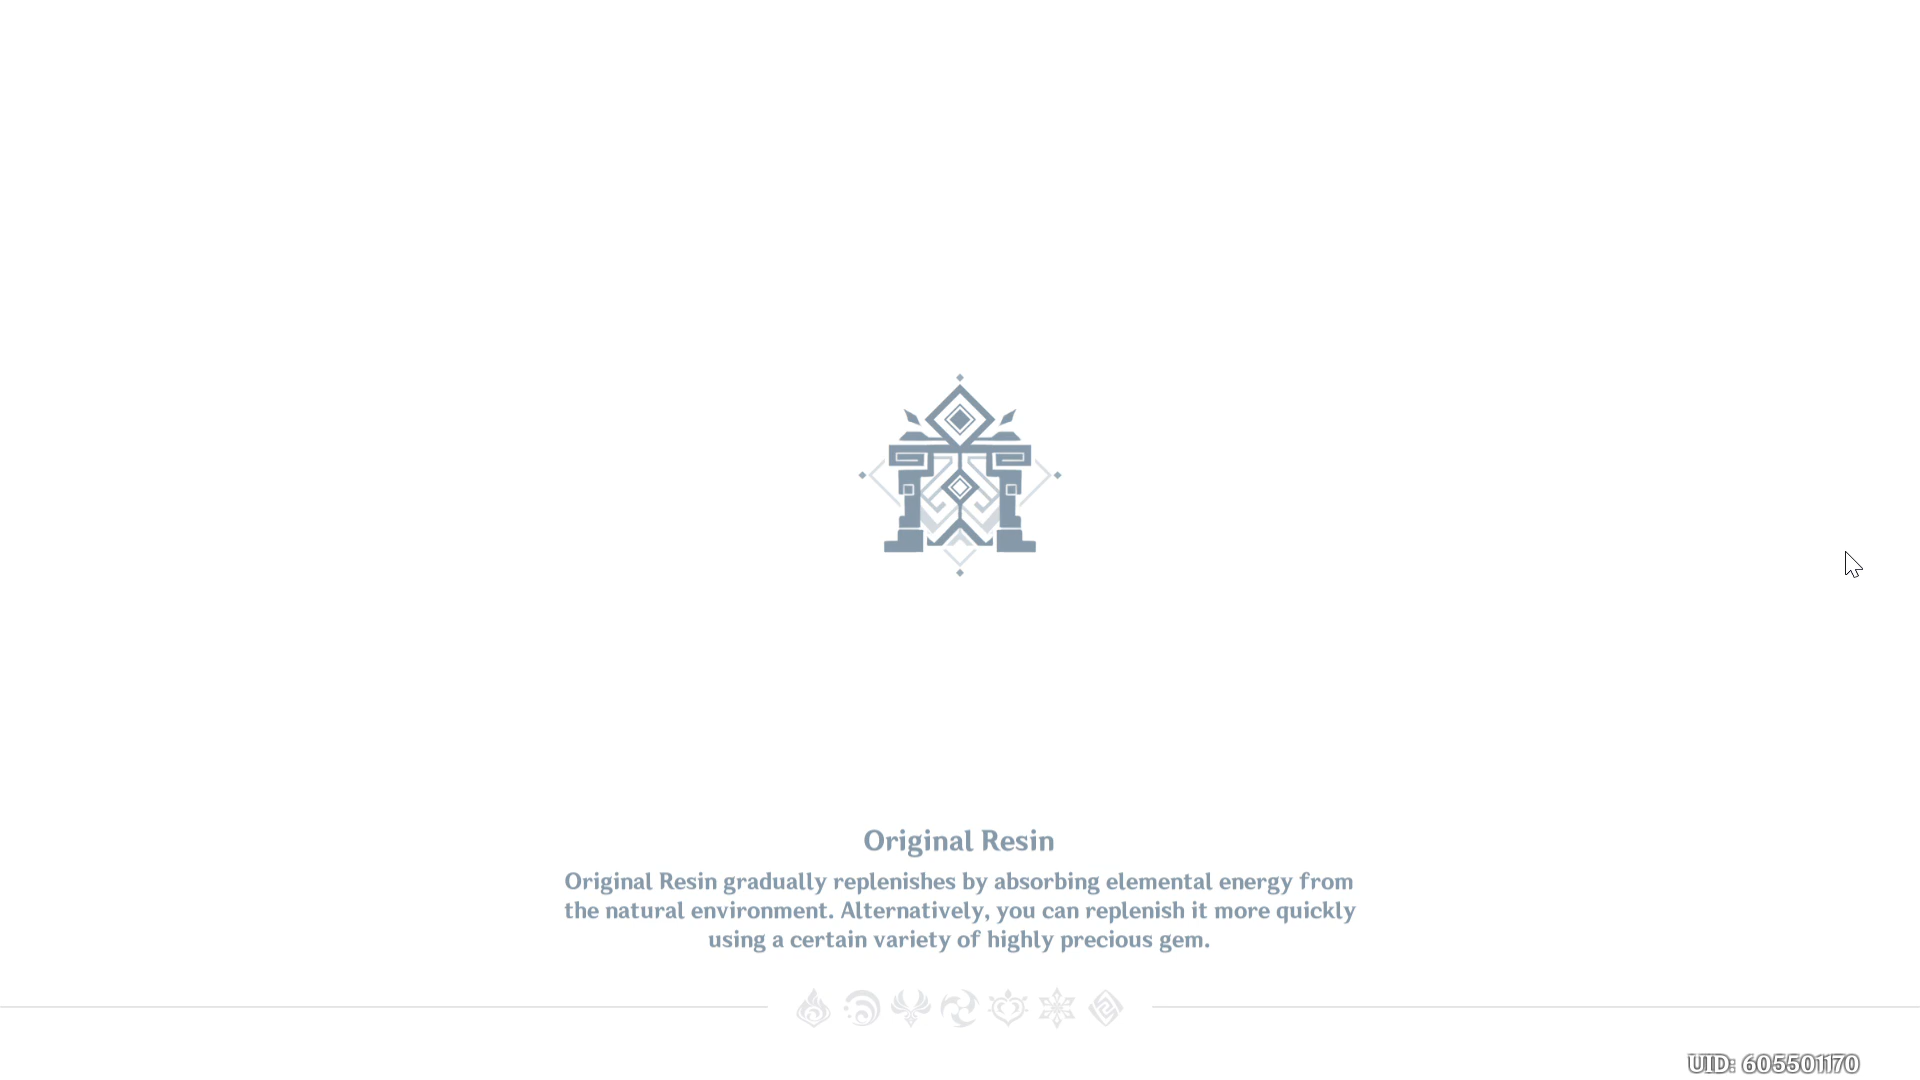 Original Resin
Original Resin gradually replenishes by absorbing elemental energy from
the natural environment. Alternatively, you can replenish it more quickly
using a certain variety of highly precious gem.
UID: 605501170